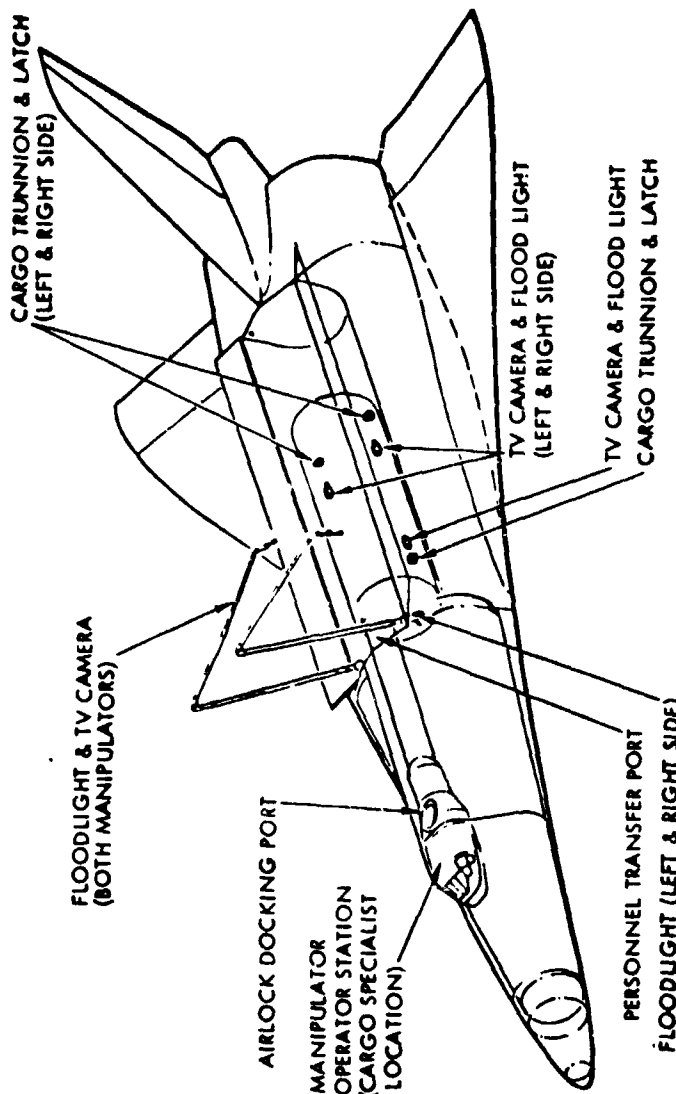 CARGO TRUNNION & LATCH
(LEFT & RIGHT SIDE)
FLOODLIGHT & TV CAMERA
(BOTH MANIPULATORS)
AIRLOCK DOCKING PORT
MANIPULATOR
OPERATOR STATION
(CARGO SPECIALIST
LOCATION)
PERSONNEL TRANSFER PORT
FLOODLIGHT (LEFT & RIGHT SIDE)
TV CAMERA & FLOOD LIGHT
(LEFT & RIGHT SIDE)
TV CAMERA & FLOOD LIGHT
CARGO TRUNNION & LATCH